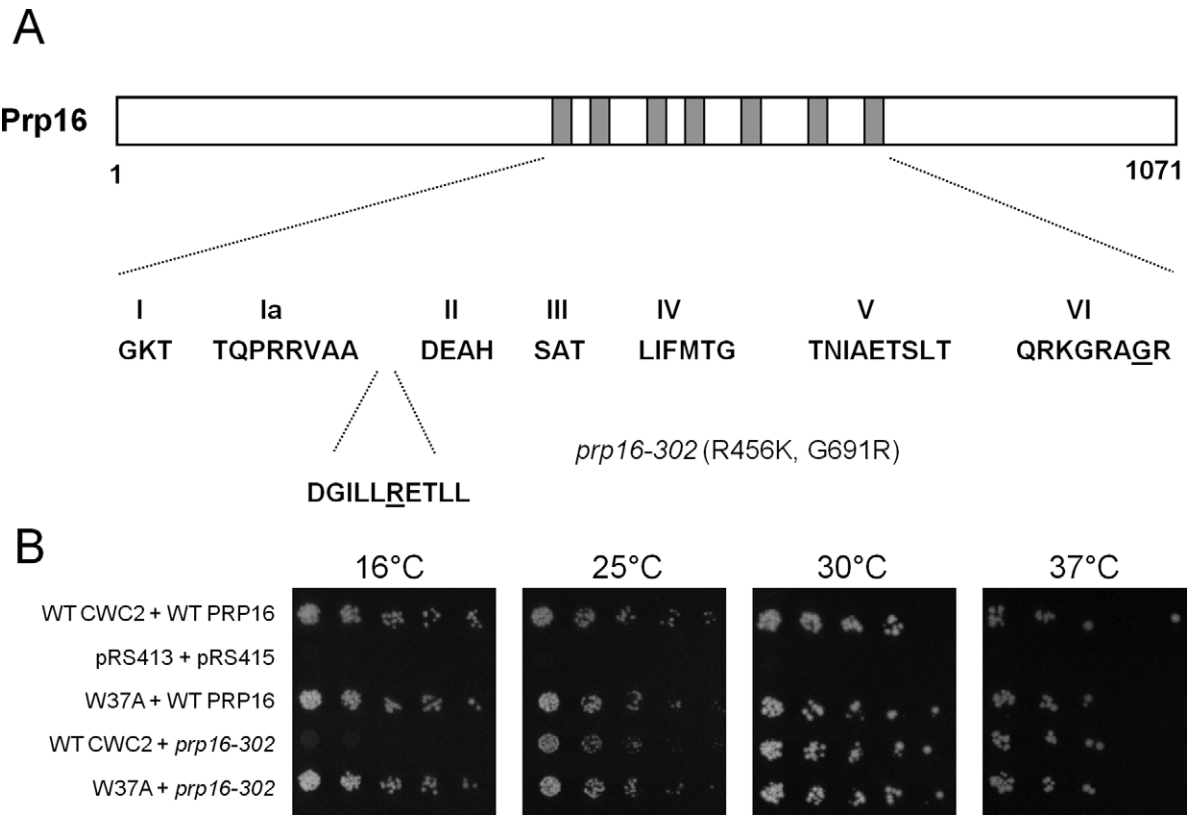 A
Prp16
1 1071
I Ia II III IV V VI
GKT TQPRRVAA DEAH SAT LIFMTG TNIAETSLT QRKGRAGR
prp16-302 (R456K, G691R)
DGILLRETLL
B
16°C 25°C 30°C 37°C
WT CWC2 + WT PRP16
pRS413 + pRS415
W37A + WT PRP16
WT CWC2 + prp16-302
W37A + prp16-302